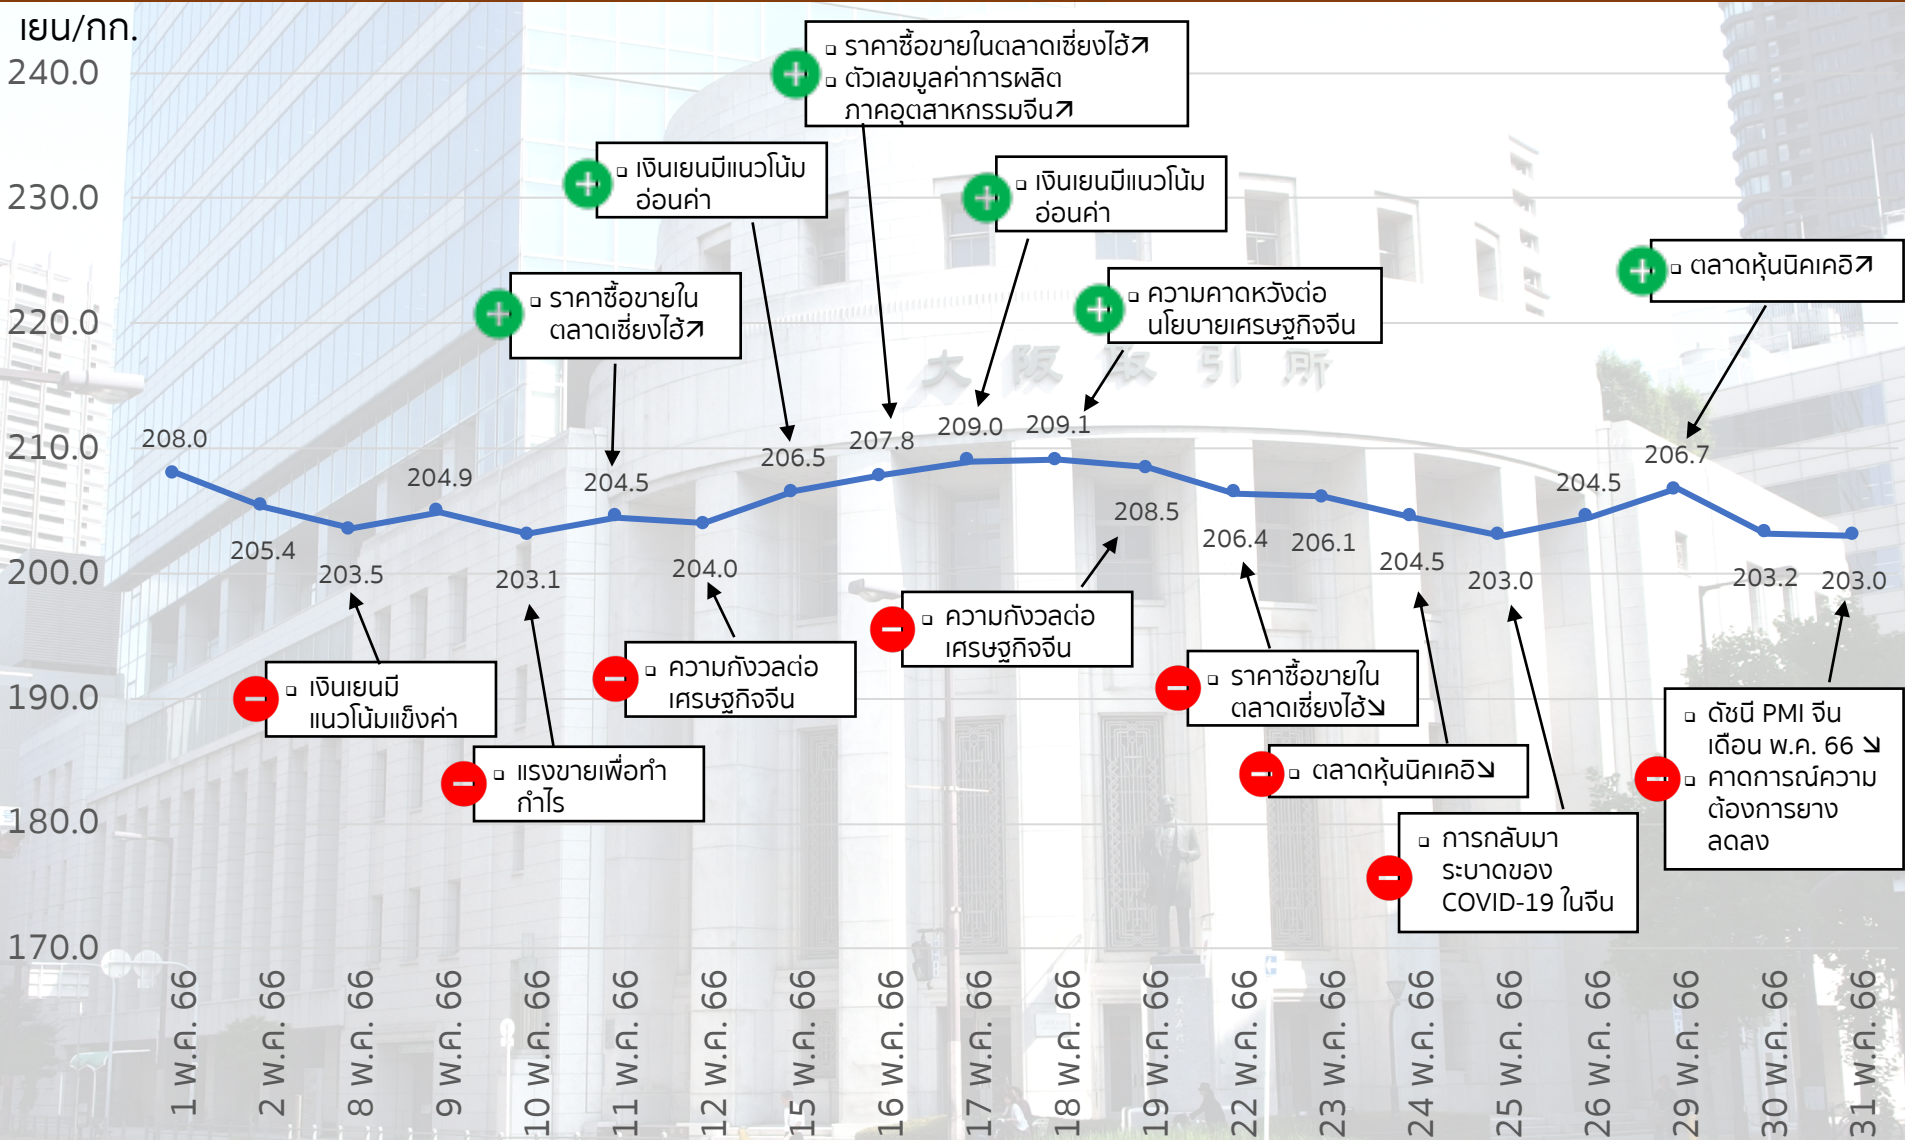 เยน/กก.
240.0
230.0
220.0
210.0
200.0
190.0
180.0
170.0
▫ ราคาซื้อขายในตลาดเซี่ยงไฮ้↗
▫ ตัวเลขมูลค่าการผลิต
ภาคอุตสาหกรรมจีน↗
▫ เงินเยนมีแนวโน้ม
อ่อนค่า
▫ เงินเยนมีแนวโน้ม
อ่อนค่า
▫ ราคาซื้อขายใน
ตลาดเซี่ยงไฮ้↗
▫ ความคาดหวังต่อ
นโยบายเศรษฐกิจจีน
▫ ตลาดหุ้นนิคเคอิ↗
大阪取引所
208.0
205.4
203.5
204.9
203.1
204.5
204.0
206.5
207.8
209.0
209.1
208.5
206.4
206.1
204.5
203.0
204.5
206.7
203.2
203.0
▫ เงินเยนมี
แนวโน้มแข็งค่า
▫ แรงขายเพื่อทำ
กำไร
▫ ความกังวลต่อ
เศรษฐกิจจีน
▫ ความกังวลต่อ
เศรษฐกิจจีน
▫ ราคาซื้อขายใน
ตลาดเซี่ยงไฮ้↘
▫ ตลาดหุ้นนิคเคอิ↘
▫ การกลับมา
ระบาดของ
COVID-19 ในจีน
▫ ดัชนี PMI จีน
เดือน พ.ค. 66 ↘
▫ คาดการณ์ความ
ต้องการยาง
ลดลง
1 พ.ค. 66
2 พ.ค. 66
8 พ.ค. 66
9 พ.ค. 66
10 พ.ค. 66
11 พ.ค. 66
12 พ.ค. 66
15 พ.ค. 66
16 พ.ค. 66
17 พ.ค. 66
18 พ.ค. 66
19 พ.ค. 66
22 พ.ค. 66
23 พ.ค. 66
24 พ.ค. 66
25 พ.ค. 66
26 พ.ค. 66
29 พ.ค. 66
30 พ.ค. 66
31 พ.ค. 66